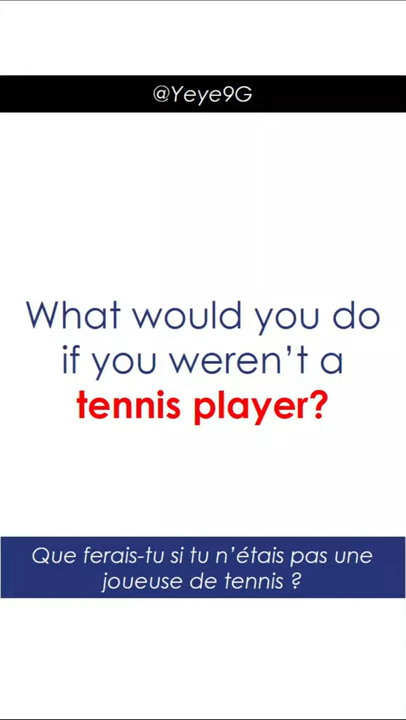 @Yeye9G
What would you do
if you weren't a
tennis player?
Que ferais-tu si tu n'étais pas une
joueuse de tennis ?